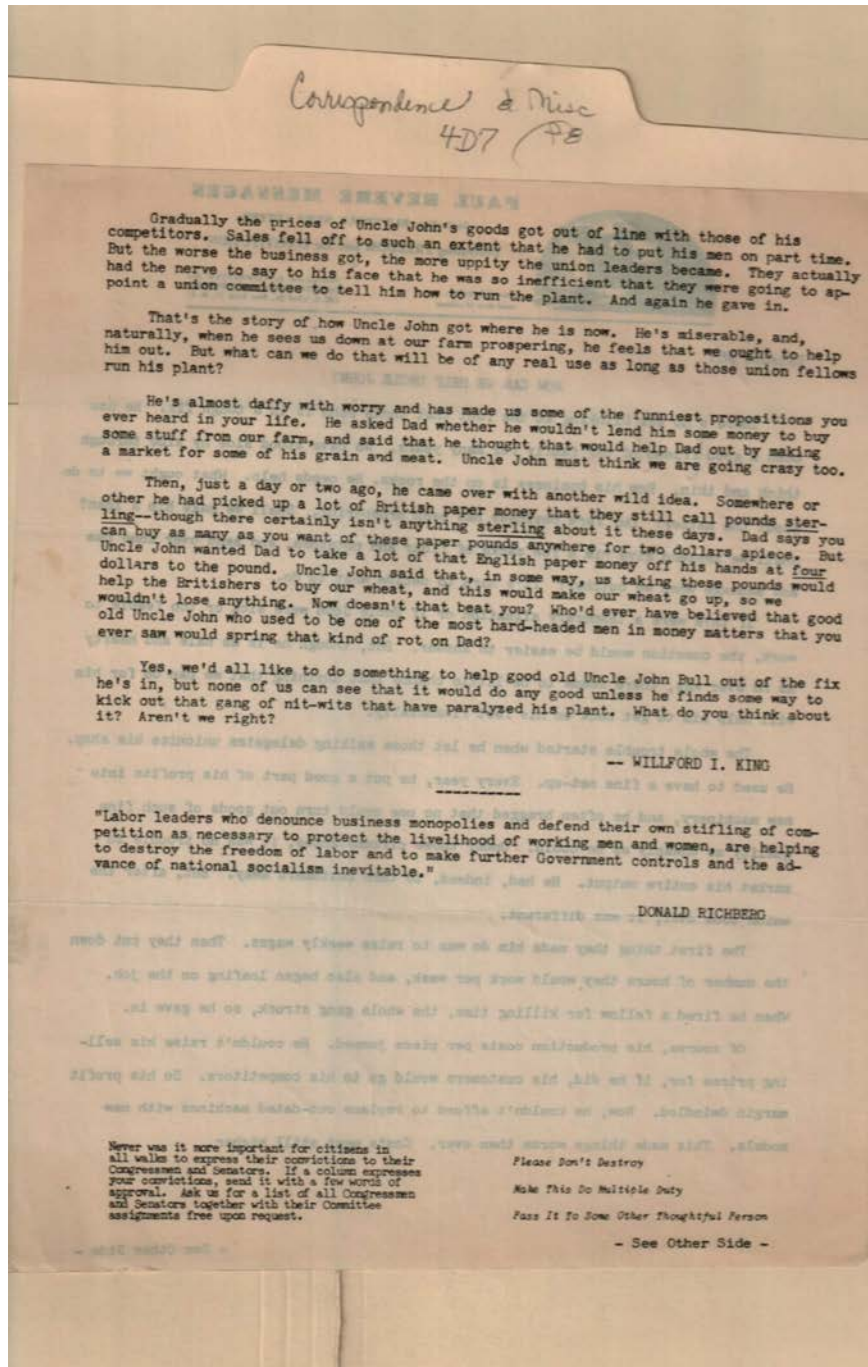 Correspondence & Misc
4D7
Gradually the prices of Uncle John's goods got out of line with those of his
competitors. Sales fell off to such an extent that he had to put his men on part time.
But the worse the business got, the more uppity the union leaders became. They actually
had the nerve to say to his face that he was so inefficient that they were going to ap-
point a union committee to tell him how to run the plant. And again he gave in.
That's the story of how Uncle John got where he is now. He's miserable, and,
naturally, when he sees us down at our farm prospering, he feels that we ought to help
him out. But what can we do that will be of any real use as long as those union fellows
run his plant?
He's almost daffy with worry and has made us some of the funniest propositions you
ever heard in your life. He asked Dad whether he wouldn't lend him some money to buy
some stuff from our farm, and said that he thought that would help Dad out by making
a market for some of his grain and meat. Uncle John must think we are going crazy too.
Then, just a day or two ago, he came over with another wild idea. Somewhere or
other he had picked up a lot of British paper money that they still call pounds ster-
ling--though there certainly isn't anything sterling about it these days. Dad says you
can buy as many as you want of these paper pounds anywhere for two dollars apiece. But
Uncle John wanted Dad to take a lot of that English paper money off his hands at four
dollars to the pound. Uncle John said that, in some way, us taking these pounds would
help the Britishers to buy our wheat, and this would make our wheat go up, so we
wouldn't lose anything. Now doesn't that beat you? Who'd ever have believed that good
old Uncle John who used to be one of the most hard-headed men in money matters that you
ever saw would spring that kind of rot on Dad?
Yes, we'd all like to do something to help good old Uncle John Bull out of the fix
he's in, but none of us can see that it would do any good unless he finds some way to
kick out that gang of nit-wits that have paralyzed his plant. What do you think about
it? Aren't we right?
-- WILLFORD I. KING
"Labor leaders who denounce business monopolies and defend their own stifling of com-
petition as necessary to protect the livelihood of working men and women, are helping
to destroy the freedom of labor and to make further Government controls and the ad-
vance of national socialism inevitable."
DONALD RICHBERG
Never was it more important for citizens in
all walks to express their convictions to their
Congressmen and Senators. If a column expresses
your convictions, send it with a few words of
approval. Ask us for a list of all Congressmen
and Senators together with their Committee
assignments free upon request.
Please Don't Destroy
Make This Do Multiple Duty
Pass It To Some Other Thoughtful Person
- See Other Side -